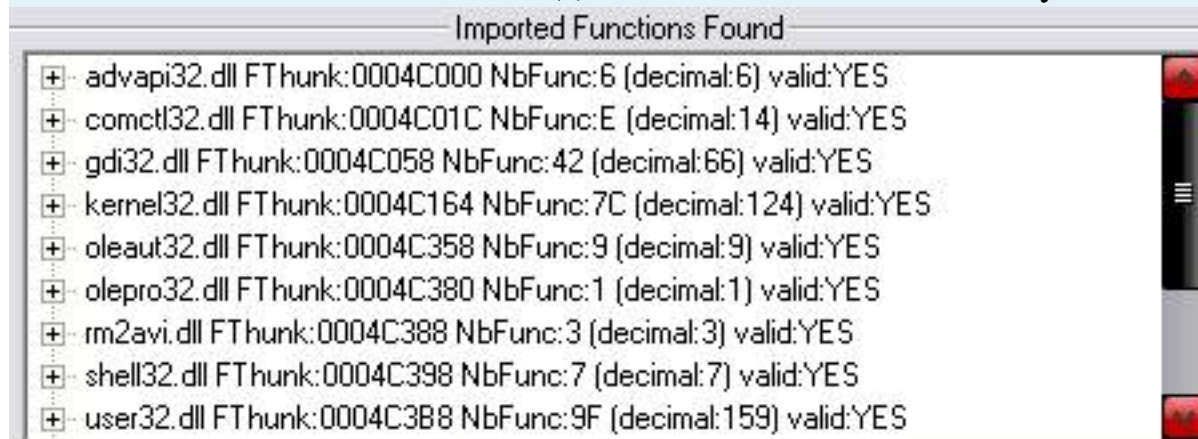 Imported Functions Found
advapi32.dll FThunk:0004C000 NbFunc:6 (decimal:6) valid:YES
comctl32.dll FThunk:0004C01C NbFunc:E (decimal:14) valid:YES
gdi32.dll FThunk:0004C058 NbFunc:42 (decimal:66) valid:YES
kernel32.dll FThunk:0004C164 NbFunc:7C (decimal:124) valid:YES
oleaut32.dll FThunk:0004C358 NbFunc:9 (decimal:9) valid:YES
olepro32.dll FThunk:0004C380 NbFunc:1 (decimal:1) valid:YES
rm2avi.dll FThunk:0004C388 NbFunc:3 (decimal:3) valid:YES
shell32.dll FThunk:0004C398 NbFunc:7 (decimal:7) valid:YES
user32.dll FThunk:0004C3B8 NbFunc:9F (decimal:159) valid:YES